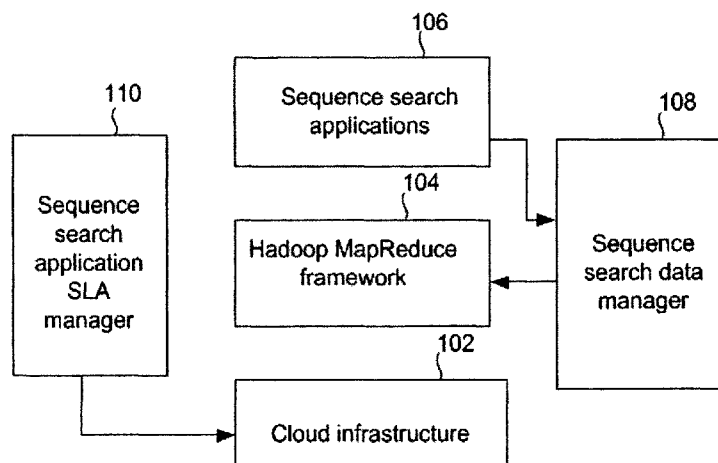 106
Sequence search
applications
110
Sequence
search
application
SLA
manager
108
Sequence
search data
manager
104
Hadoop MapReduce
framework
102
Cloud infrastructure